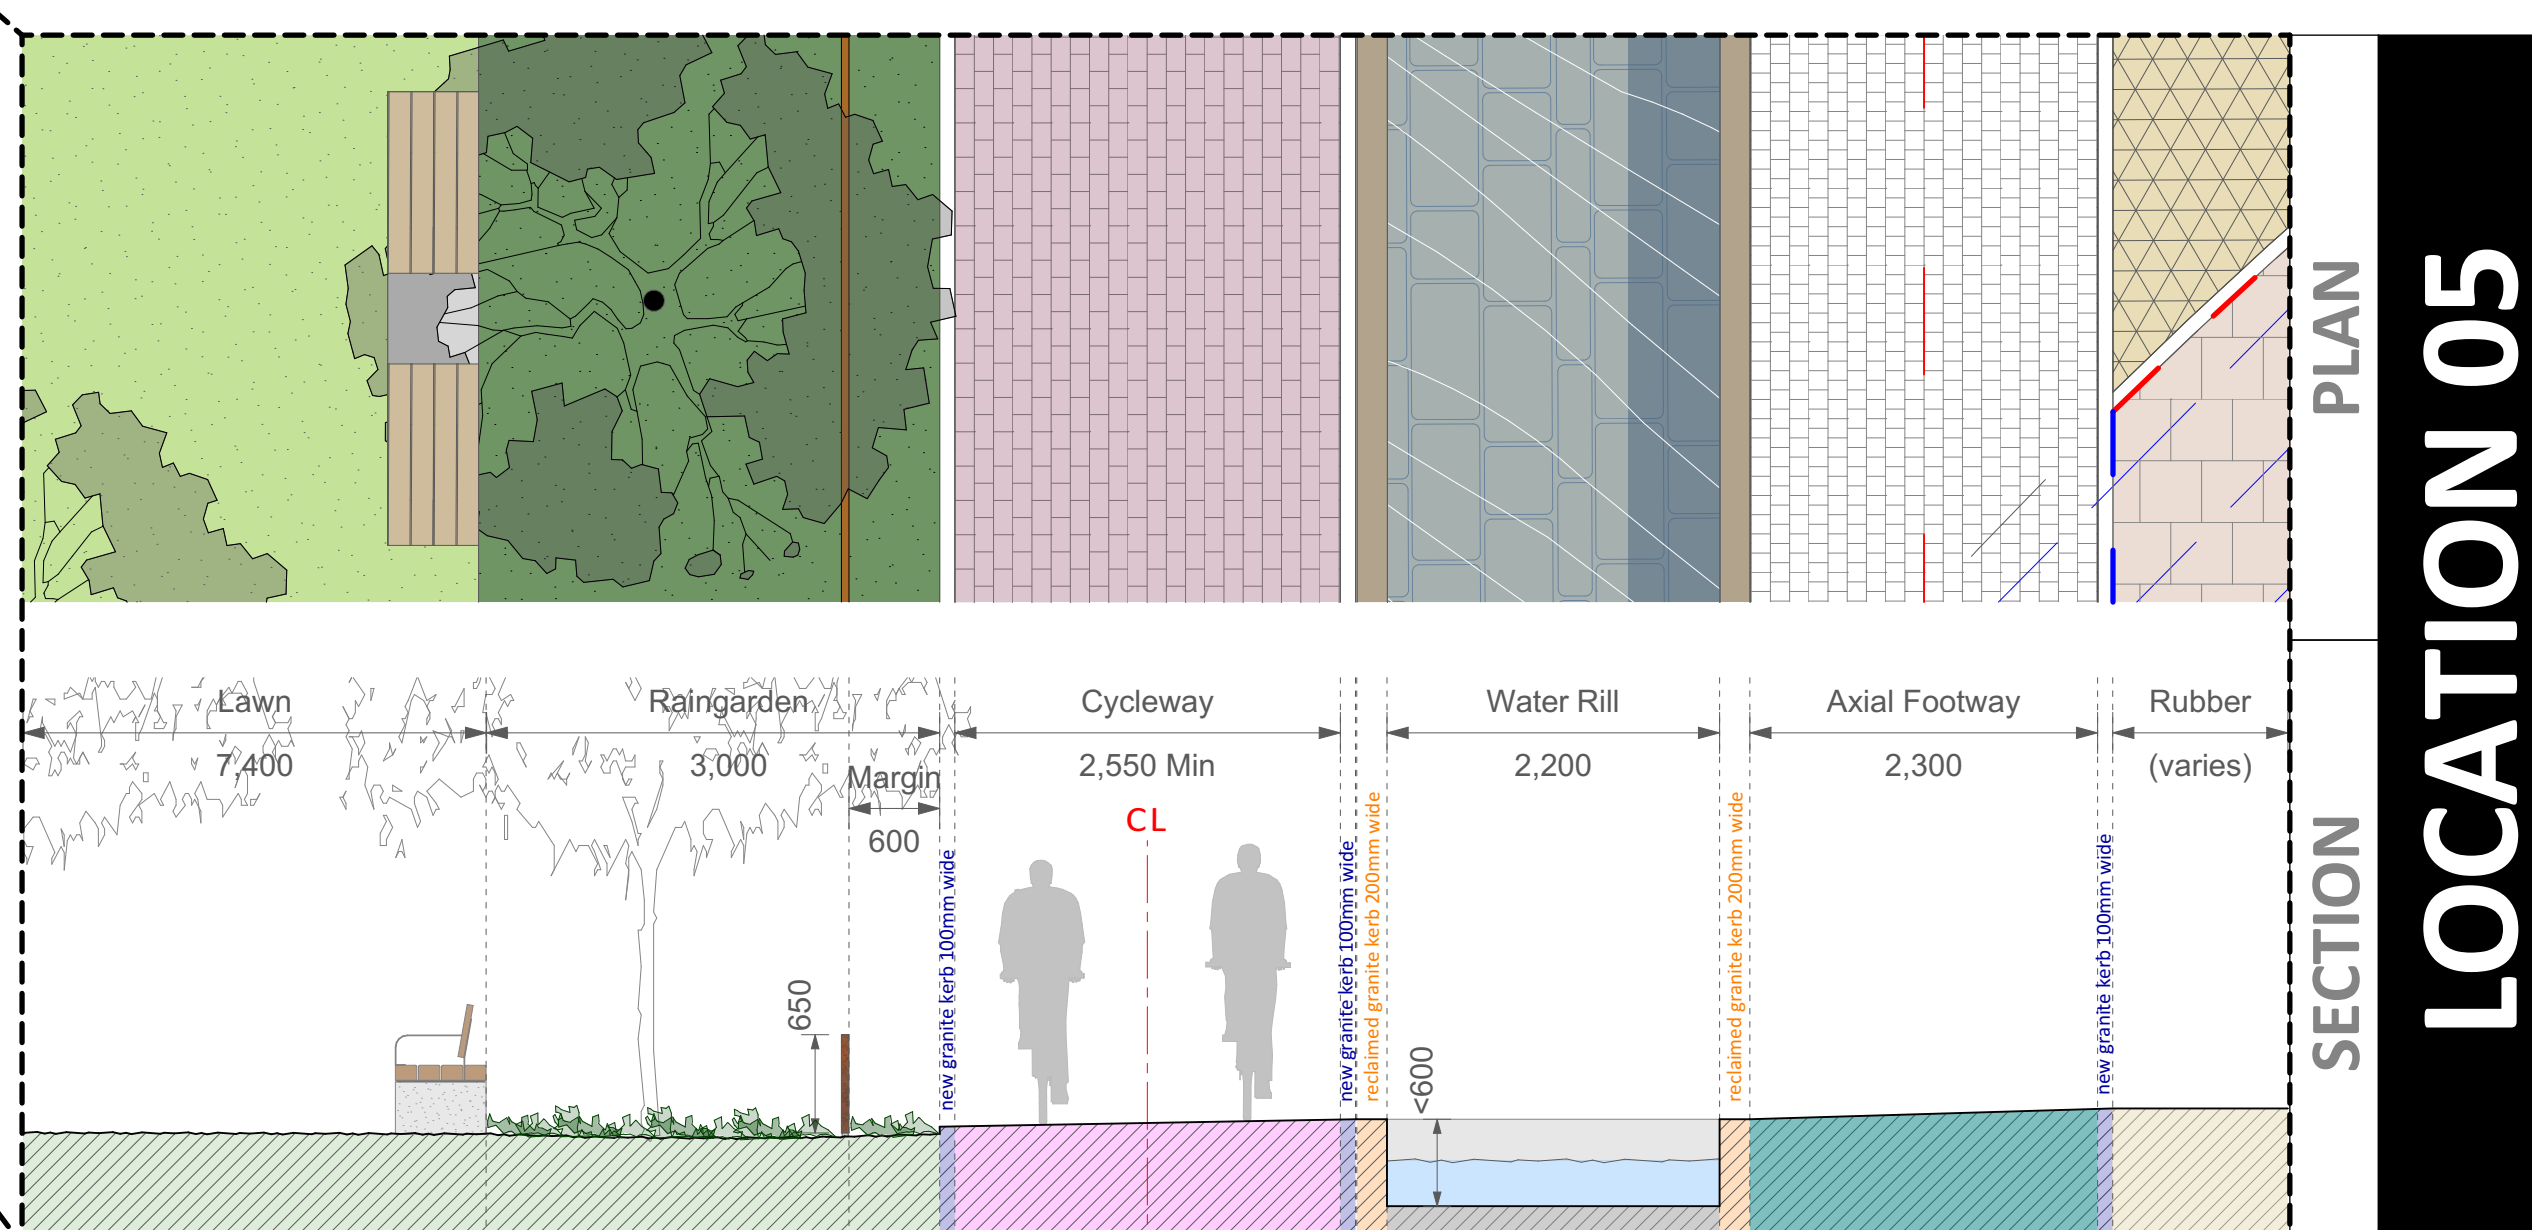 LOCATION 05
PLAN
SECTION
Lawn
7,400
Raingarden
3,000
Margin
600
Cycleway
2,550 Min
CL
Water Rill
2,200
Axial Footway
2,300
Rubber
(varies)
650
new granite kerb 100mm wide
new granite kerb 100mm wide
reclaimed granite kerb 200mm wide
<600
reclaimed granite kerb 200mm wide
new granite kerb 100mm wide